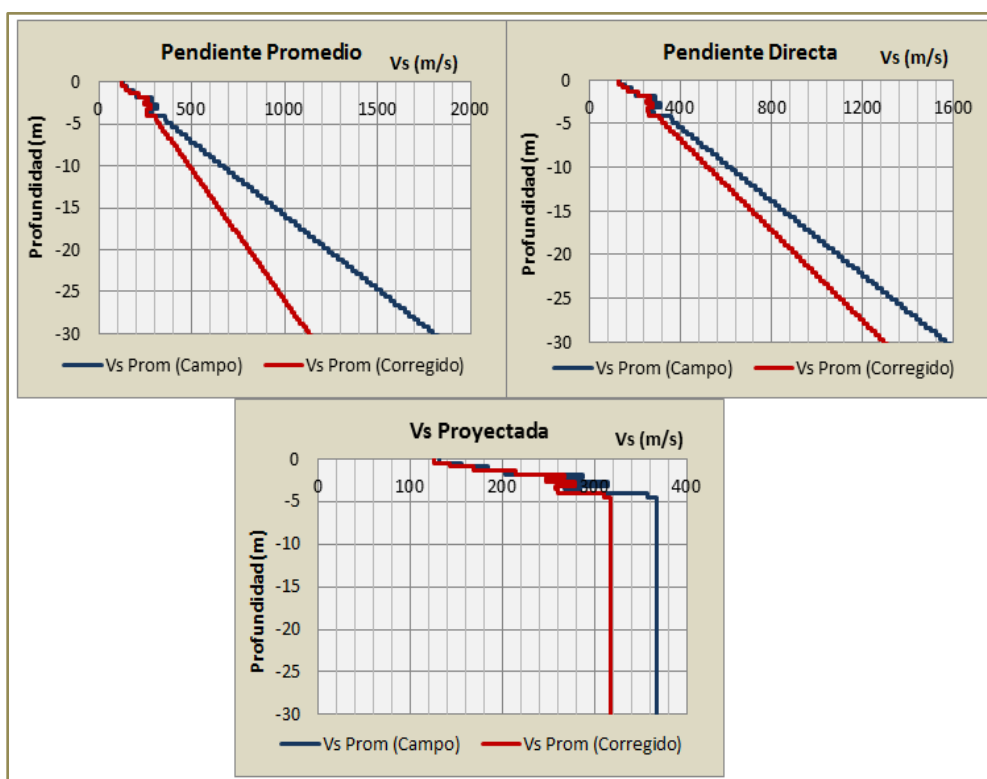 Pendiente Promedio
Vs (m/s)
0 500 1000 1500 2000
0
-5
-10
-15
-20
-25
-30
Profundidad (m)
Vs Prom (Campo) Vs Prom (Corregido)
Pendiente Directa
Vs (m/s)
0 400 800 1200 1600
0
-5
-10
-15
-20
-25
-30
Profundidad (m)
Vs Prom (Campo) Vs Prom (Corregido)
Vs Proyectada
Vs (m/s)
0 100 200 300 400
0
-5
-10
-15
-20
-25
-30
Profundidad (m)
Vs Prom (Campo) Vs Prom (Corregido)